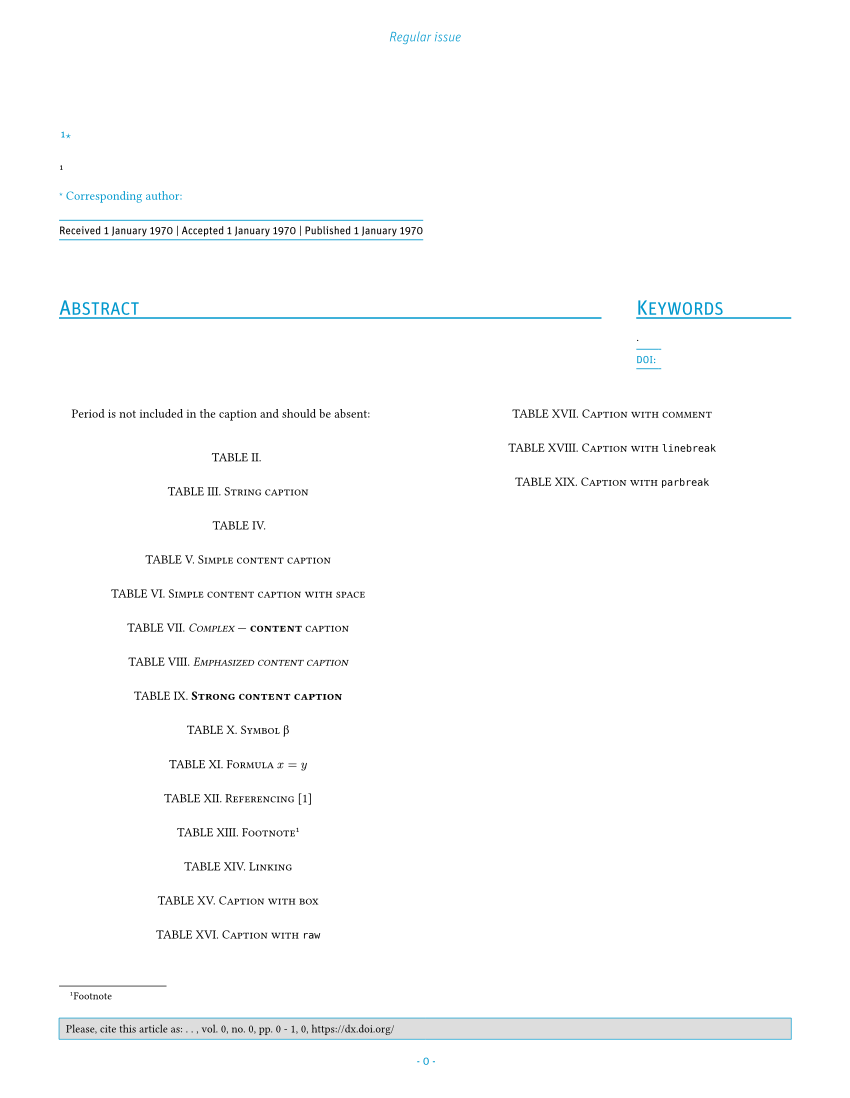 Regular issue
¹*
¹
* Corresponding author:
Received 1 January 1970 | Accepted 1 January 1970 | Published 1 January 1970
Abstract
Keywords
.
DOI:
Period is not included in the caption and should be absent:
TABLE II.
TABLE III. String caption
TABLE IV.
TABLE V. Simple content caption
TABLE VI. Simple content caption with space
TABLE VII. Complex — content caption
TABLE VIII. Emphasized content caption
TABLE IX. Strong content caption
TABLE X. Symbol β
TABLE XI. Formula x = y
TABLE XII. Referencing [1]
TABLE XIII. Footnote¹
TABLE XIV. Linking
TABLE XV. Caption with box
TABLE XVI. Caption with raw
TABLE XVII. Caption with comment
TABLE XVIII. Caption with linebreak
TABLE XIX. Caption with parbreak
¹Footnote
Please, cite this article as: . . , vol. 0, no. 0, pp. 0 - 1, 0, https://dx.doi.org/
- 0 -